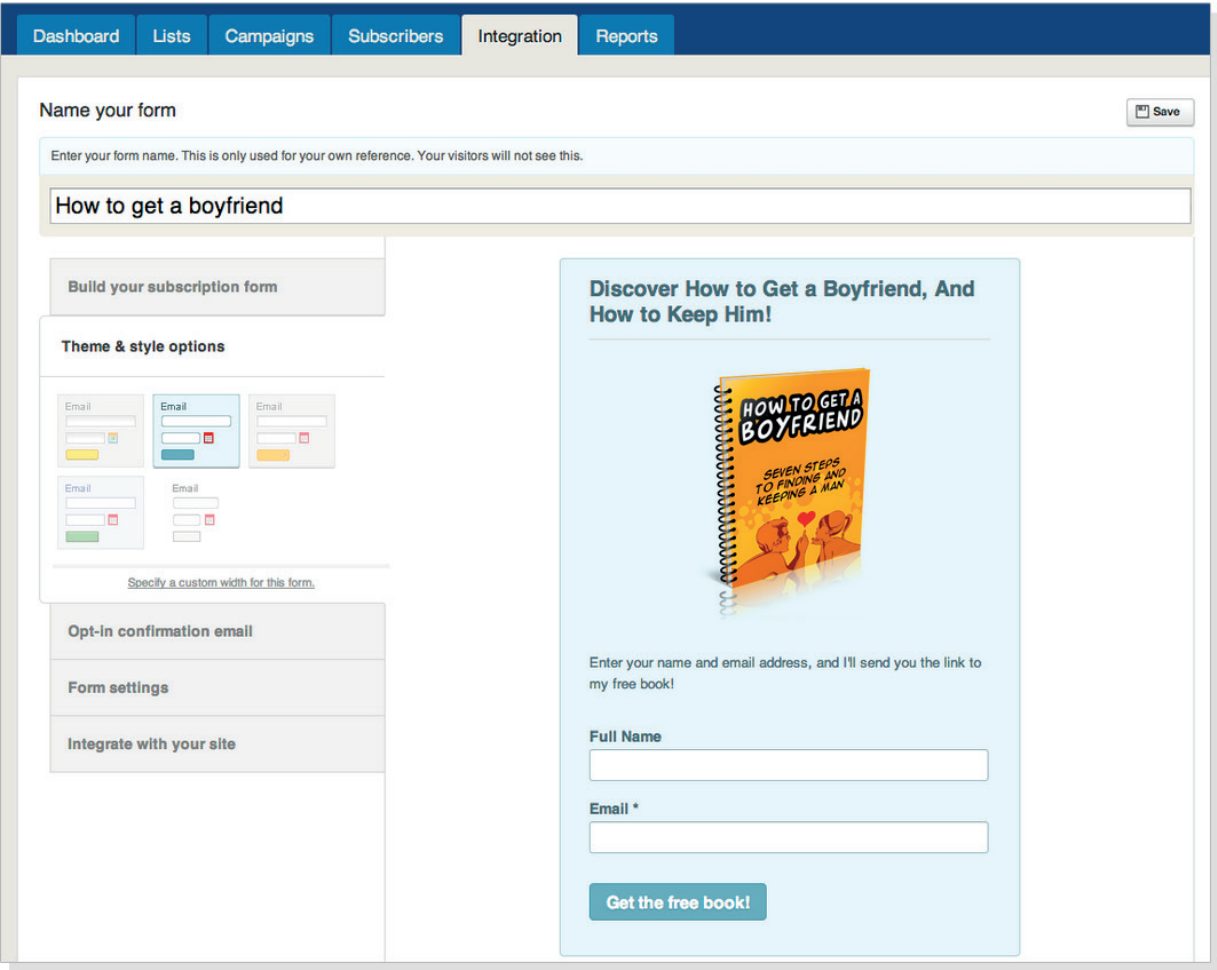 Dashboard Lists Campaigns Subscribers Integration Reports
Name your form
Save
Enter your form name. This is only used for your own reference. Your visitors will not see this.
How to get a boyfriend
Build your subscription form
Theme & style options
Email Email Email
Email Email
Specify a custom width for this form.
Opt-in confirmation email
Form settings
Integrate with your site
Discover How to Get a Boyfriend, And
How to Keep Him!
HOW TO GET A
BOYFRIEND
SEVEN STEPS
TO FINDING AND
KEEPING A MAN
Enter your name and email address, and I'll send you the link to
my free book!
Full Name
Email *
Get the free book!